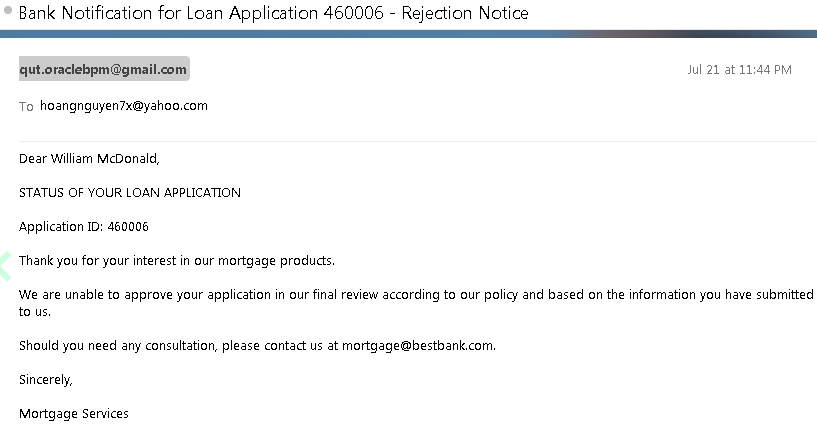 Bank Notification for Loan Application 460006 - Rejection Notice
qut.oraclebpm@gmail.com
Jul 21 at 11:44 PM
To hoangnguyen7x@yahoo.com
Dear William McDonald,
STATUS OF YOUR LOAN APPLICATION
Application ID: 460006
Thank you for your interest in our mortgage products.
We are unable to approve your application in our final review according to our policy and based on the information you have submitted
to us.
Should you need any consultation, please contact us at mortgage@bestbank.com.
Sincerely,
Mortgage Services